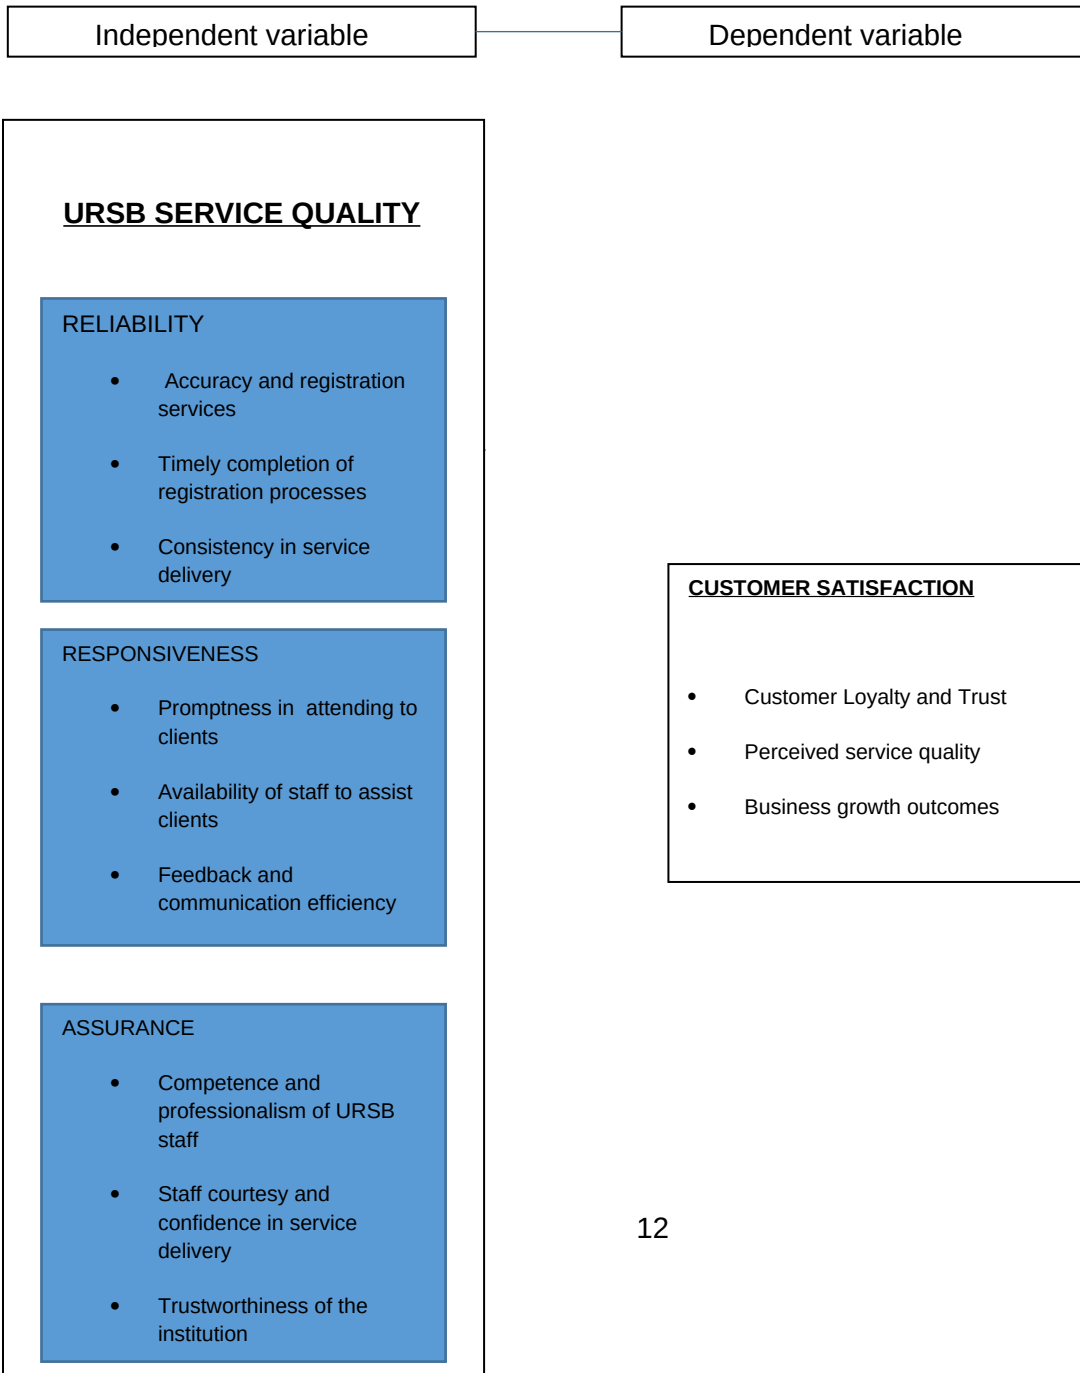 Independent variable
Dependent variable
URSB SERVICE QUALITY
RELIABILITY
• Accuracy and registration
services
• Timely completion of
registration processes
• Consistency in service
delivery
RESPONSIVENESS
• Promptness in  attending to
clients
• Availability of staff to assist
clients
• Feedback and
communication efficiency
ASSURANCE
• Competence and
professionalism of URSB
staff
• Staff courtesy and
confidence in service
delivery
• Trustworthiness of the
institution
CUSTOMER SATISFACTION
• Customer Loyalty and Trust
• Perceived service quality
• Business growth outcomes
12